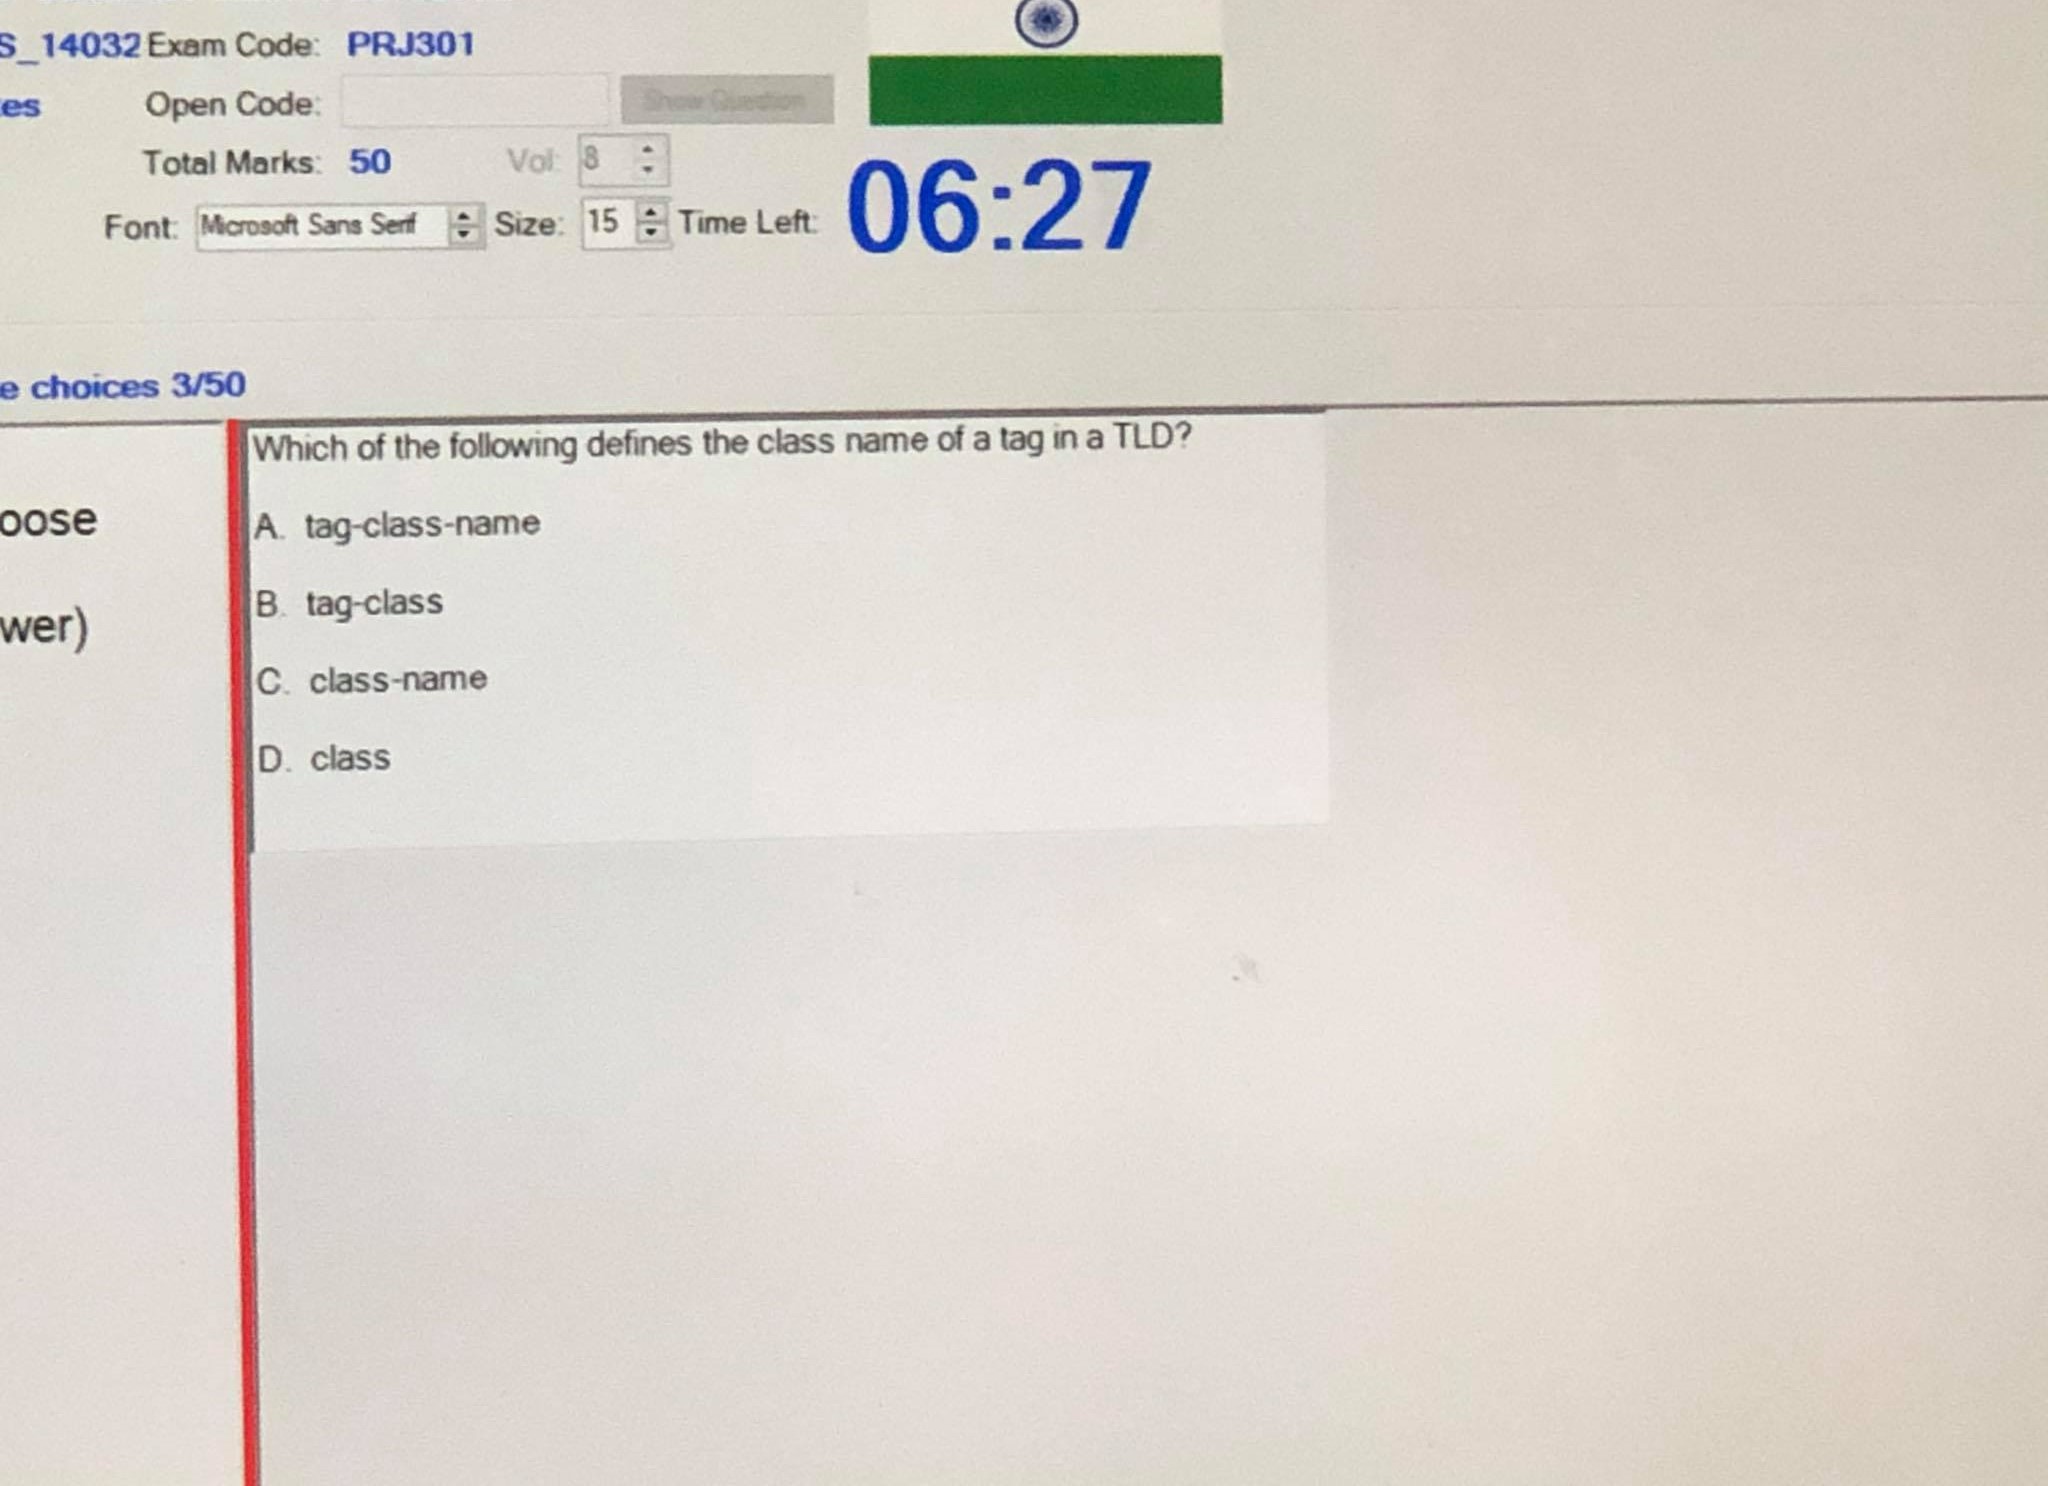 S_14032 Exam Code: PRJ301
es Open Code: Show Question
Total Marks: 50 Vol: 8
Font: Microsoft Sans Serif Size: 15 Time Left: 06:27
e choices 3/50
Which of the following defines the class name of a tag in a TLD?
oose
A. tag-class-name
B. tag-class
wer)
C. class-name
D. class